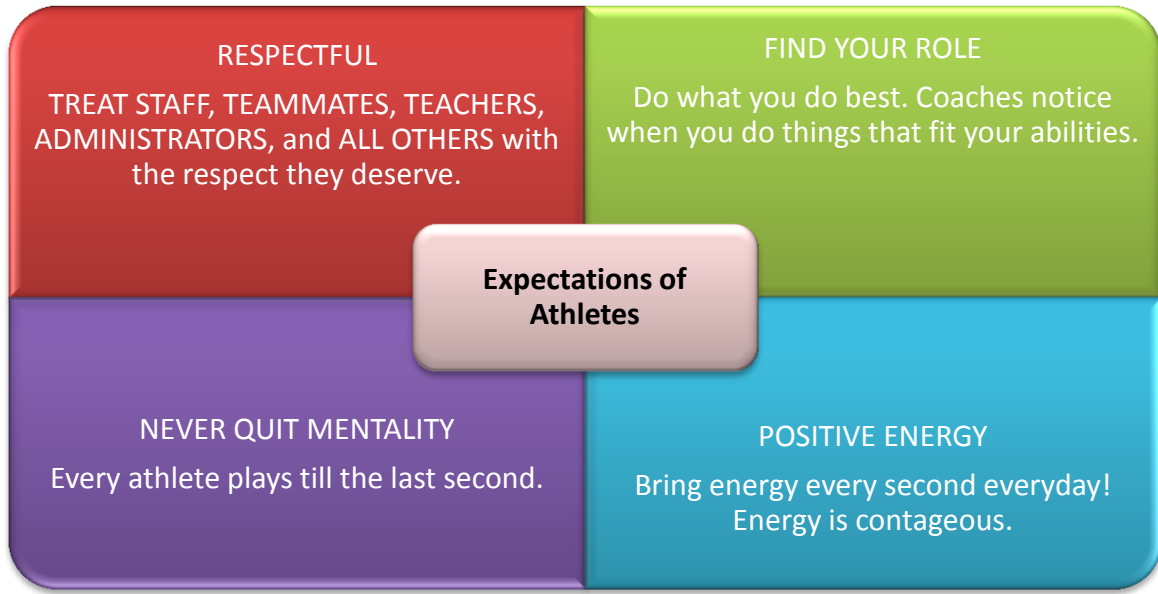 RESPECTFUL
TREAT STAFF, TEAMMATES, TEACHERS,
ADMINISTRATORS, and ALL OTHERS with
the respect they deserve.
FIND YOUR ROLE
Do what you do best. Coaches notice
when you do things that fit your abilities.
Expectations of
Athletes
NEVER QUIT MENTALITY
Every athlete plays till the last second.
POSITIVE ENERGY
Bring energy every second everyday!
Energy is contageous.